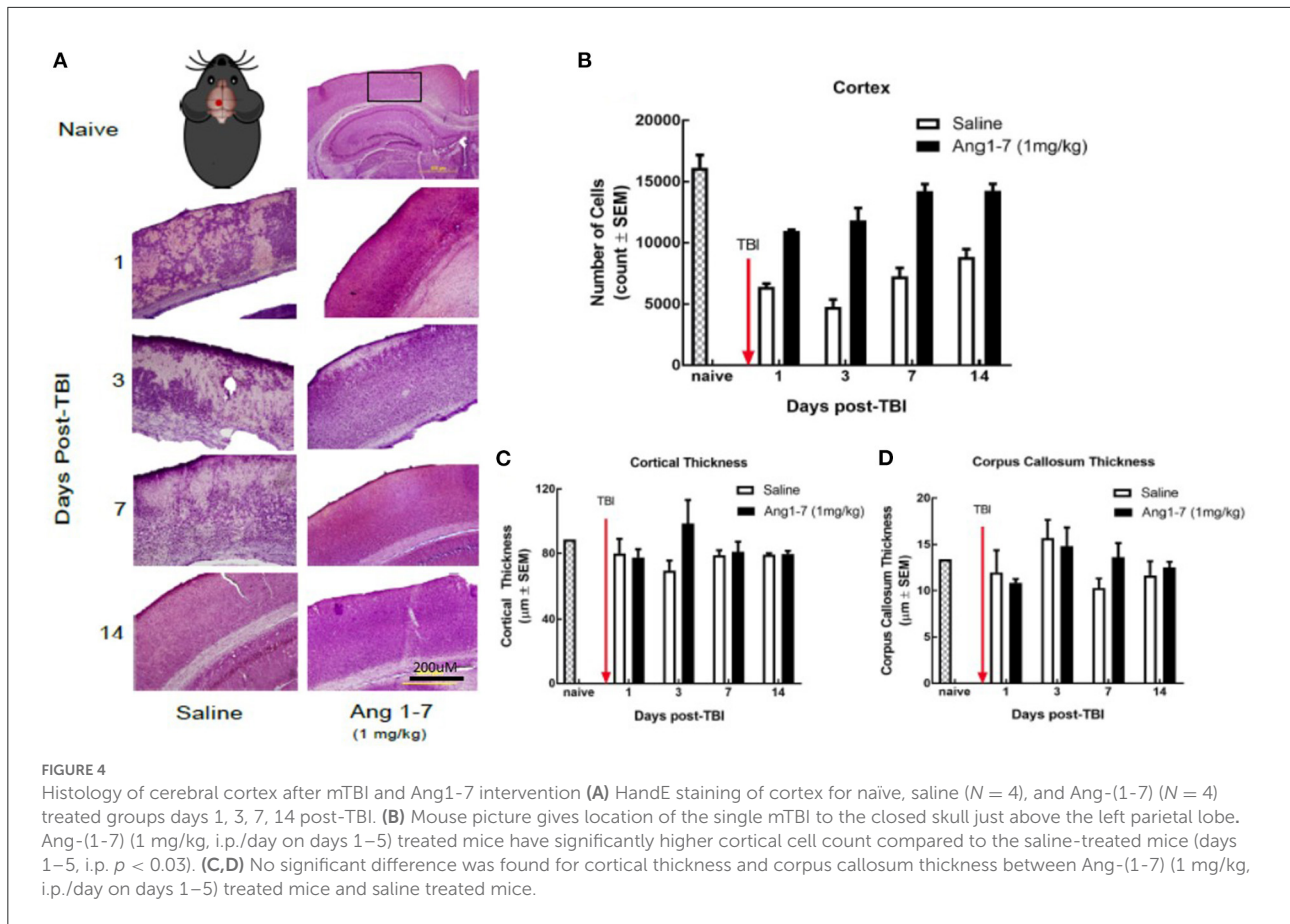 A
Naive
1
3
7
14
Days Post-TBI
Saline
Ang 1-7
(1 mg/kg)
200uM
B
Cortex
Saline
Ang1-7 (1mg/kg)
20000
15000
10000
5000
0
Number of Cells
(count ± SEM)
TBI
naive 1 3 7 14
Days post-TBI
C
Cortical Thickness
Saline
Ang1-7 (1mg/kg)
120
80
40
0
Cortical Thickness
(μm ± SEM)
TBI
naive 1 3 7 14
Days post-TBI
D
Corpus Callosum Thickness
Saline
Ang1-7 (1mg/kg)
20
15
10
5
0
Corpus Callosum Thickness
(μm ± SEM)
TBI
naive 1 3 7 14
Days post-TBI
FIGURE 4
Histology of cerebral cortex after mTBI and Ang1-7 intervention (A) HandE staining of cortex for naïve, saline (N = 4), and Ang-(1-7) (N = 4)
treated groups days 1, 3, 7, 14 post-TBI. (B) Mouse picture gives location of the single mTBI to the closed skull just above the left parietal lobe.
Ang-(1-7) (1 mg/kg, i.p./day on days 1–5) treated mice have significantly higher cortical cell count compared to the saline-treated mice (days
1–5, i.p. p < 0.03). (C,D) No significant difference was found for cortical thickness and corpus callosum thickness between Ang-(1-7) (1 mg/kg,
i.p./day on days 1–5) treated mice and saline treated mice.